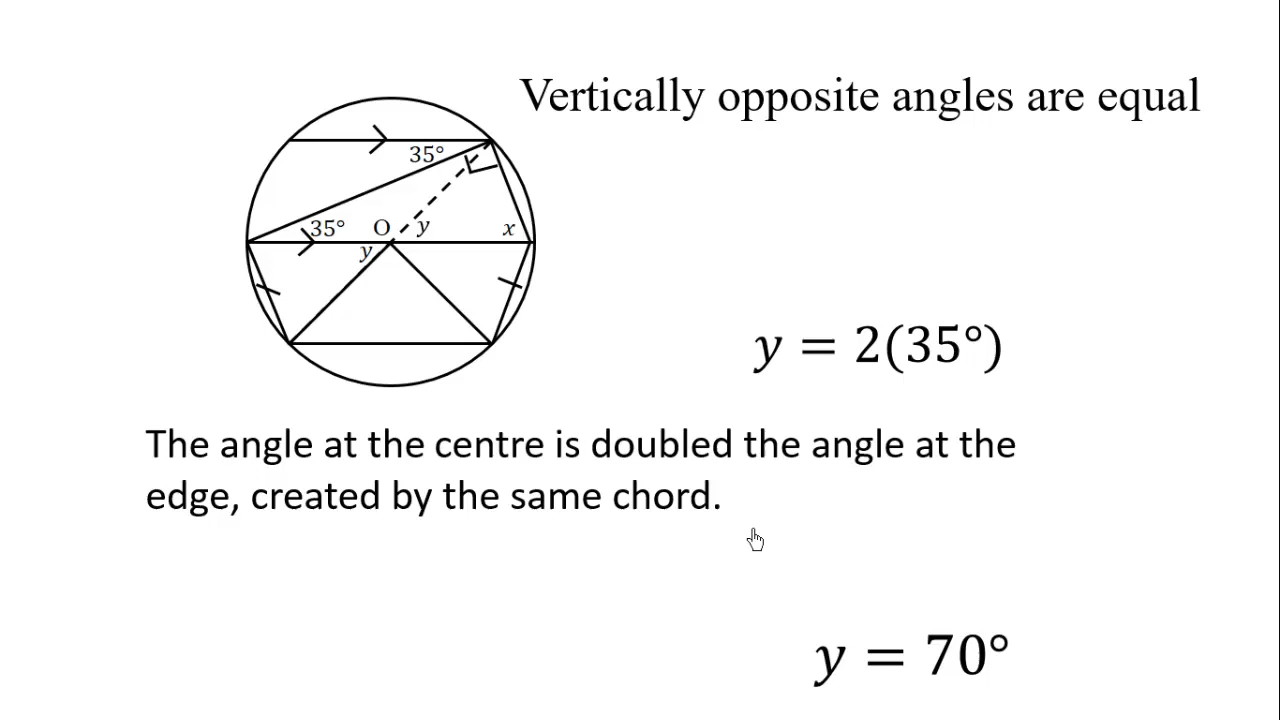 Vertically opposite angles are equal
35°
35° O y x
y
y = 2(35°)
The angle at the centre is doubled the angle at the
edge, created by the same chord.
y = 70°